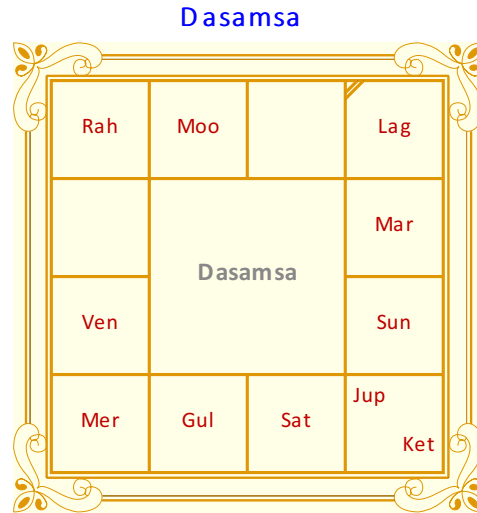 Dasamsa
Rah Moo Lag
Mar
Dasamsa
Ven Sun
Mer Gul Sat Jup
Ket